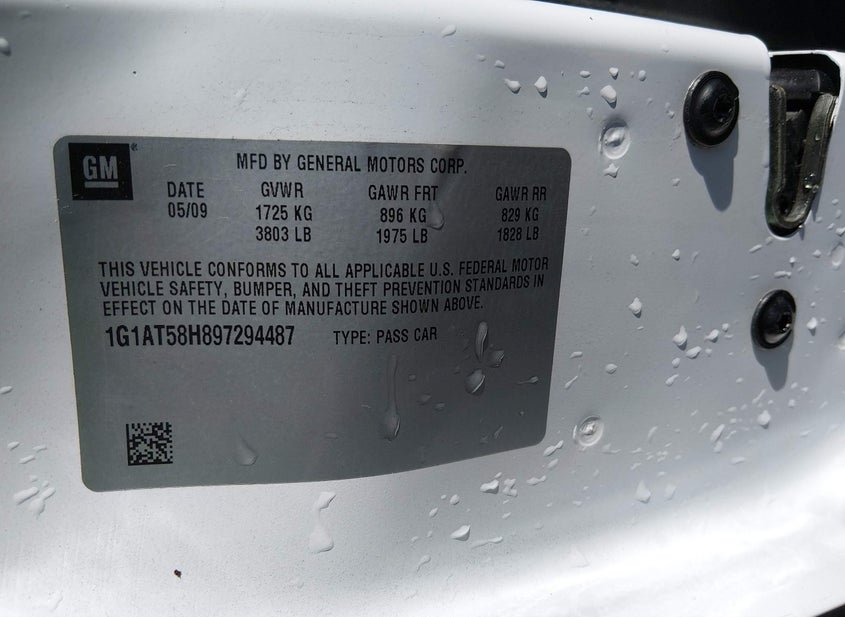 GM
MFD BY GENERAL MOTORS CORP.
DATE GVWR GAWR FRT GAWR RR
05/09 1725 KG 896 KG 829 KG
3803 LB 1975 LB 1828 LB
THIS VEHICLE CONFORMS TO ALL APPLICABLE U.S. FEDERAL MOTOR
VEHICLE SAFETY, BUMPER, AND THEFT PREVENTION STANDARDS IN
EFFECT ON THE DATE OF MANUFACTURE SHOWN ABOVE.
1G1AT58H897294487 TYPE: PASS CAR